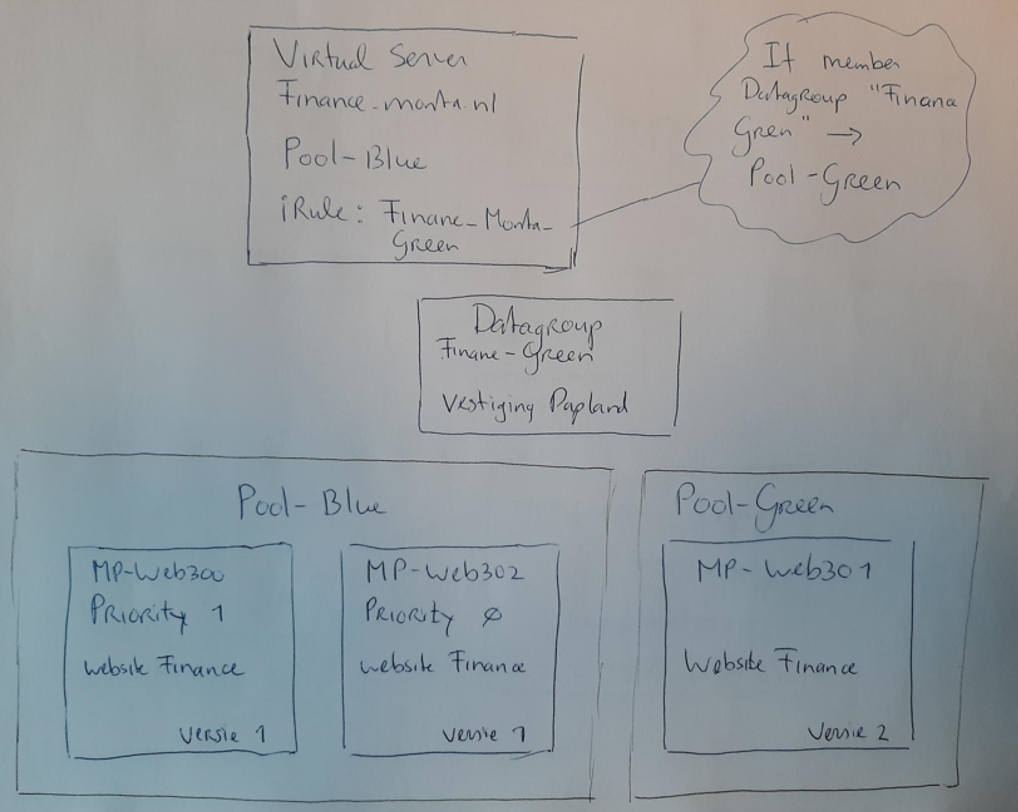 Virtual Server
Finance-monta.nl
Pool-Blue
iRule: Finane-Monta-
Green
If member
Datagroup "Finana
Gren" →
Pool-Green
Datagroup
Finane-Green
Vestiging Papland
Pool-Blue
MP-Web300
Priority 1
website Finance
versie 1
MP-Web302
Priority ∅
website Finance
versie 1
Pool-Green
MP-Web301
Website Finance
Versie 2